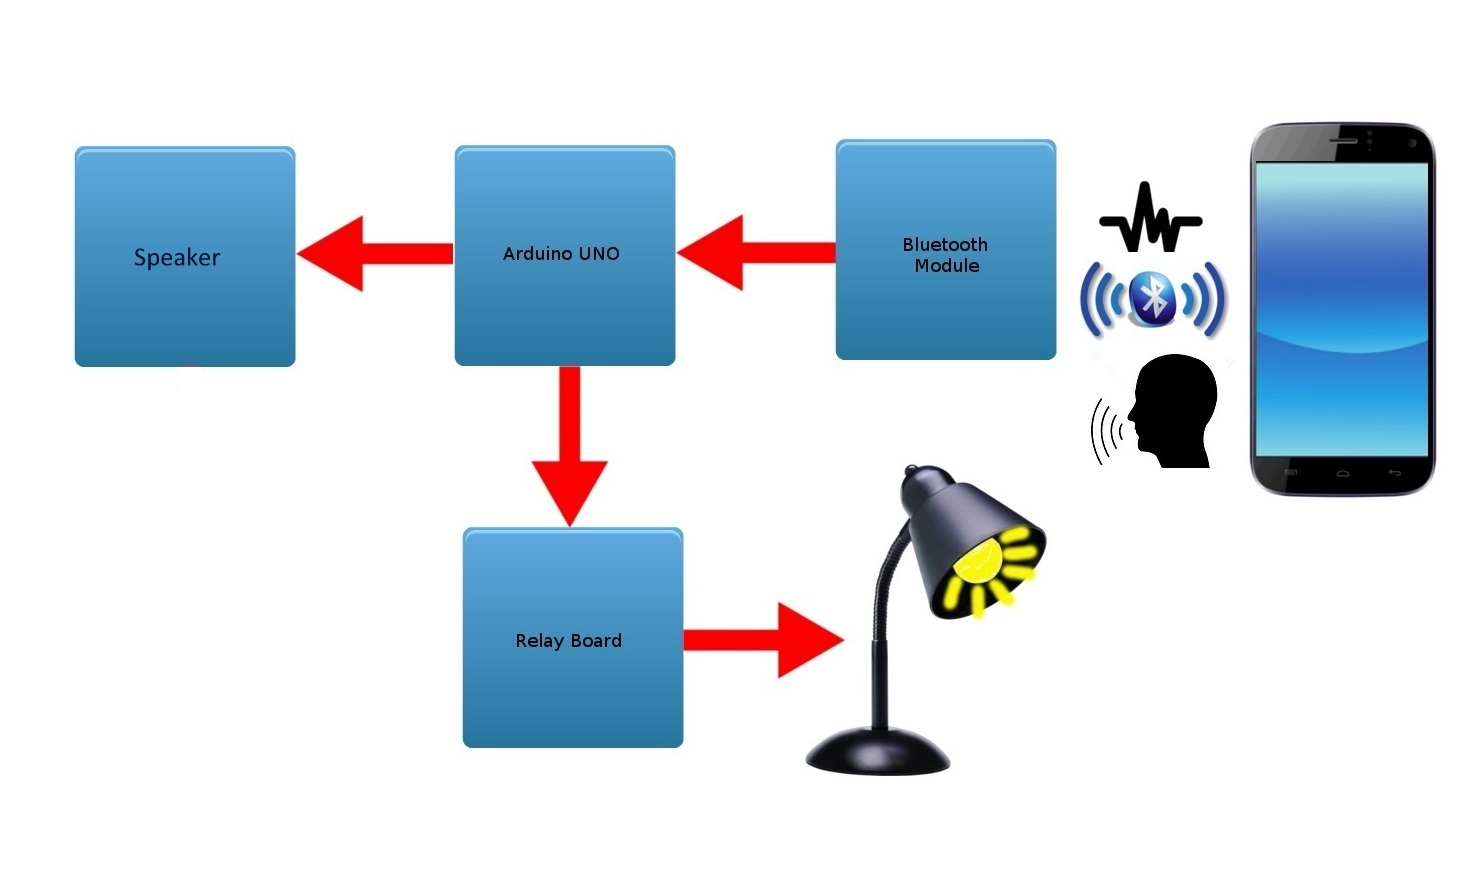 Speaker
Arduino UNO
Bluetooth
Module
Relay Board